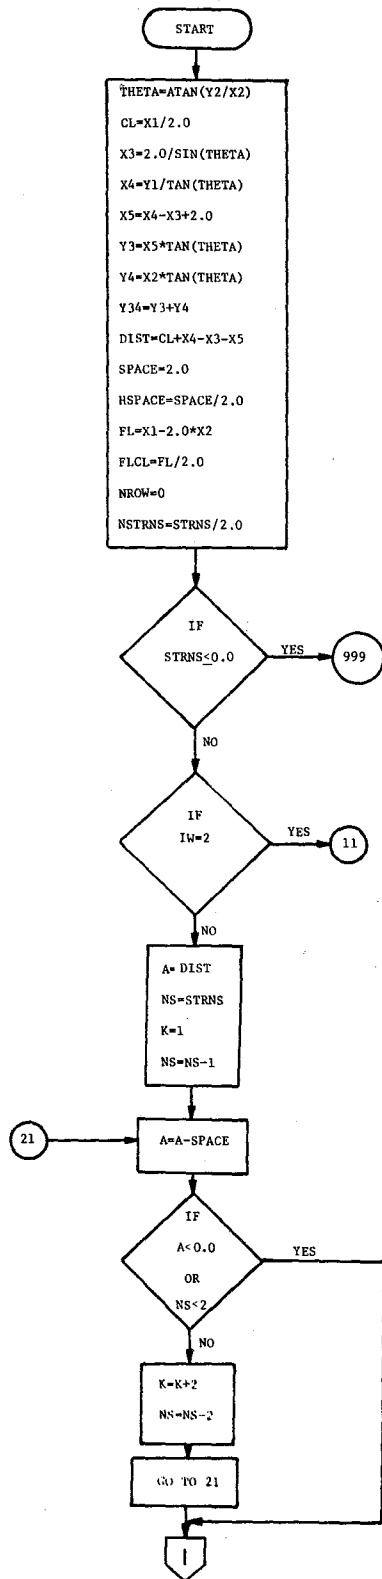 START
THETA=ATAN(Y2/X2)
CL=X1/2.0
X3=2.0/SIN(THETA)
X4=Y1/TAN(THETA)
X5=X4-X3+2.0
Y3=X5*TAN(THETA)
Y4=X2*TAN(THETA)
Y34=Y3+Y4
DIST=CL+X4-X3-X5
SPACE=2.0
HSPACE=SPACE/2.0
FL=X1-2.0*X2
FLCL=FL/2.0
NROW=0
NSTRNS=STRNS/2.0
IF
STRNS≤0.0
YES
999
NO
IF
IW=2
YES
11
NO
A=DIST
NS=STRNS
K=1
NS=NS-1
21
A=A-SPACE
IF
A<0.0
YES
OR
NS<2
NO
K=K+2
NS=NS-2
GO TO 21
I